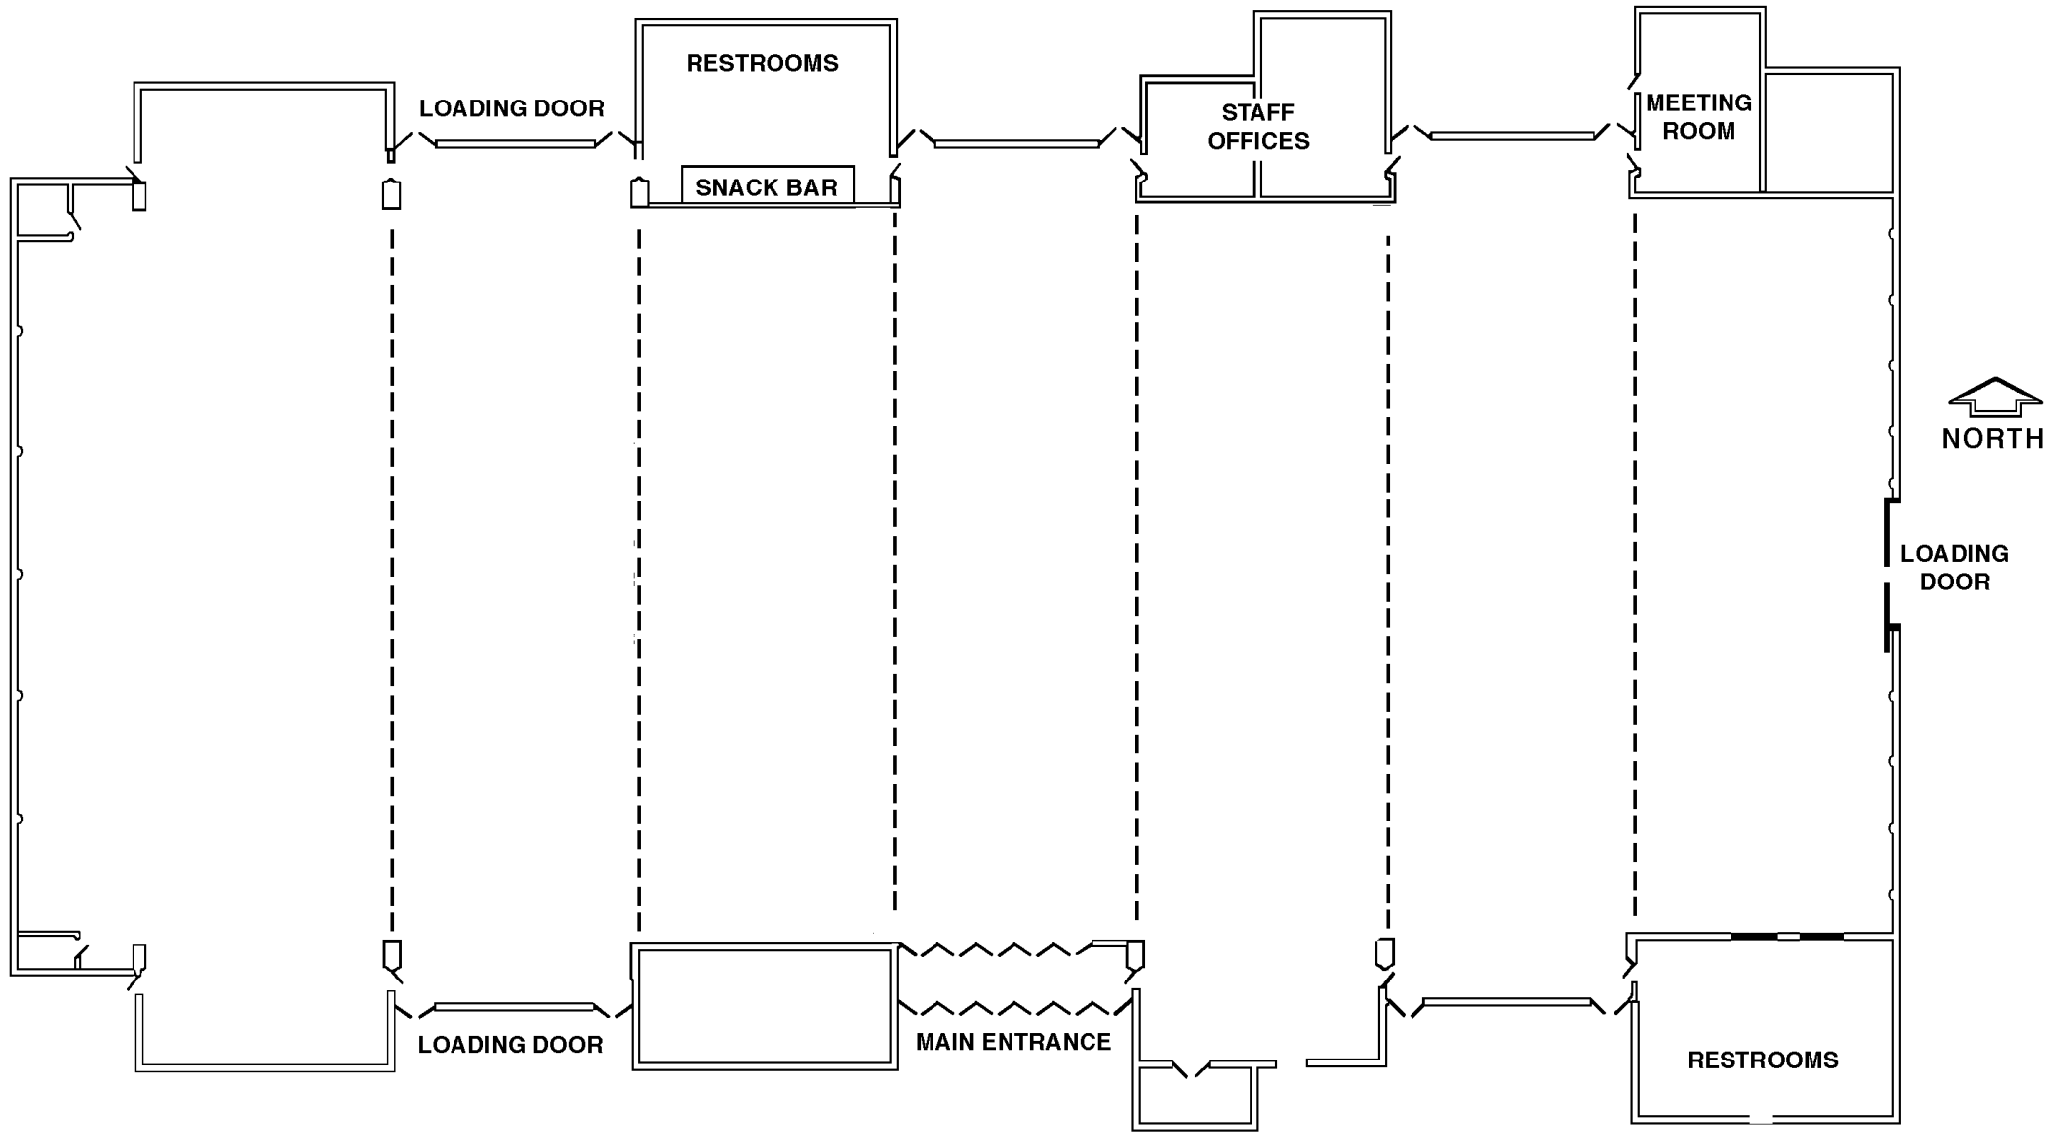 RESTROOMS
LOADING DOOR
STAFF
OFFICES
MEETING
ROOM
SNACK BAR
NORTH
LOADING
DOOR
LOADING DOOR
MAIN ENTRANCE
RESTROOMS